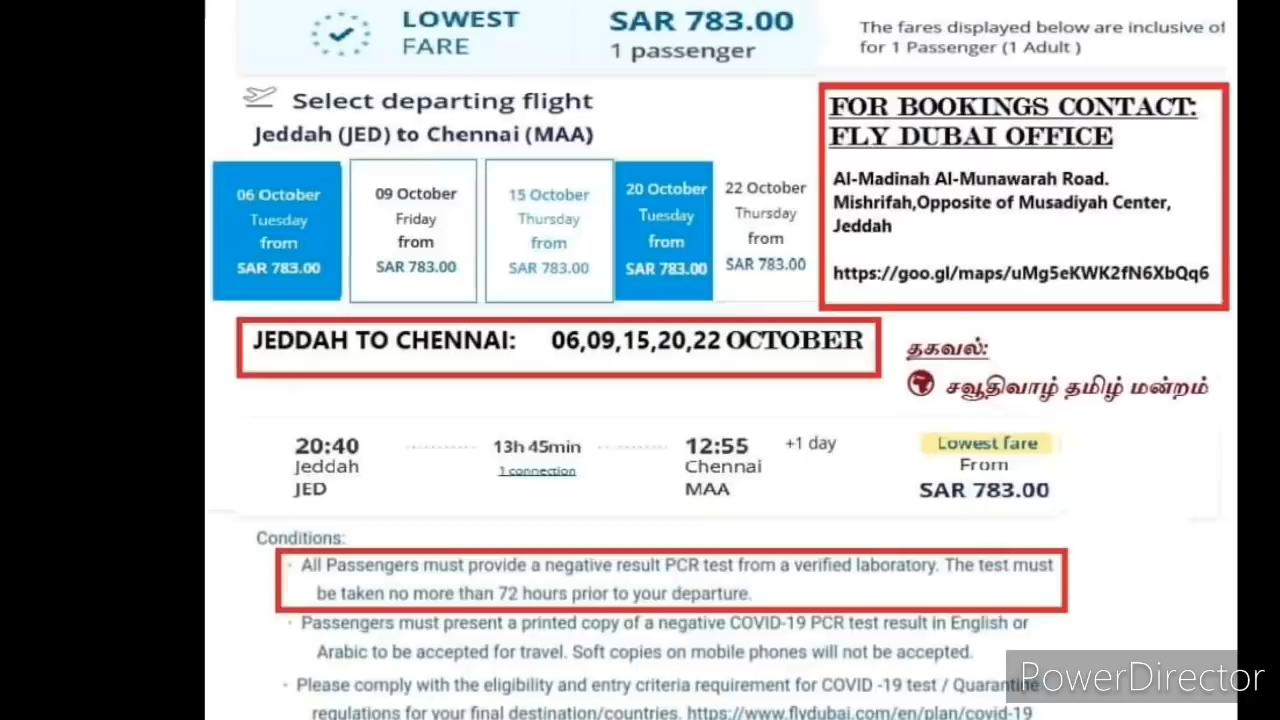 LOWEST
FARE
SAR 783.00
1 passenger
The fares displayed below are inclusive of
for 1 Passenger (1 Adult )
Select departing flight
Jeddah (JED) to Chennai (MAA)
06 October
Tuesday
from
SAR 783.00
09 October
Friday
from
SAR 783.00
15 October
Thursday
from
SAR 783.00
20 October
Tuesday
from
SAR 783.00
22 October
Thursday
from
SAR 783.00
FOR BOOKINGS CONTACT:
FLY DUBAI OFFICE
Al-Madinah Al-Munawarah Road.
Mishrifah,Opposite of Musadiyah Center,
Jeddah
https://goo.gl/maps/uMg5eKWK2fN6XbQq6
JEDDAH TO CHENNAI: 06,09,15,20,22 OCTOBER
தகவல்:
சவூதிவாழ் தமிழ் மன்றம்
20:40
Jeddah
JED
13h 45min
1 connection
12:55
Chennai
MAA
+1 day
Lowest fare
From
SAR 783.00
Conditions:
· All Passengers must provide a negative result PCR test from a verified laboratory. The test must
be taken no more than 72 hours prior to your departure.
· Passengers must present a printed copy of a negative COVID-19 PCR test result in English or
Arabic to be accepted for travel. Soft copies on mobile phones will not be accepted.
· Please comply with the eligibility and entry criteria requirement for COVID -19 test / Quarantine
regulations for your final destination/countries. https://www.flydubai.com/en/plan/covid-19
PowerDirector